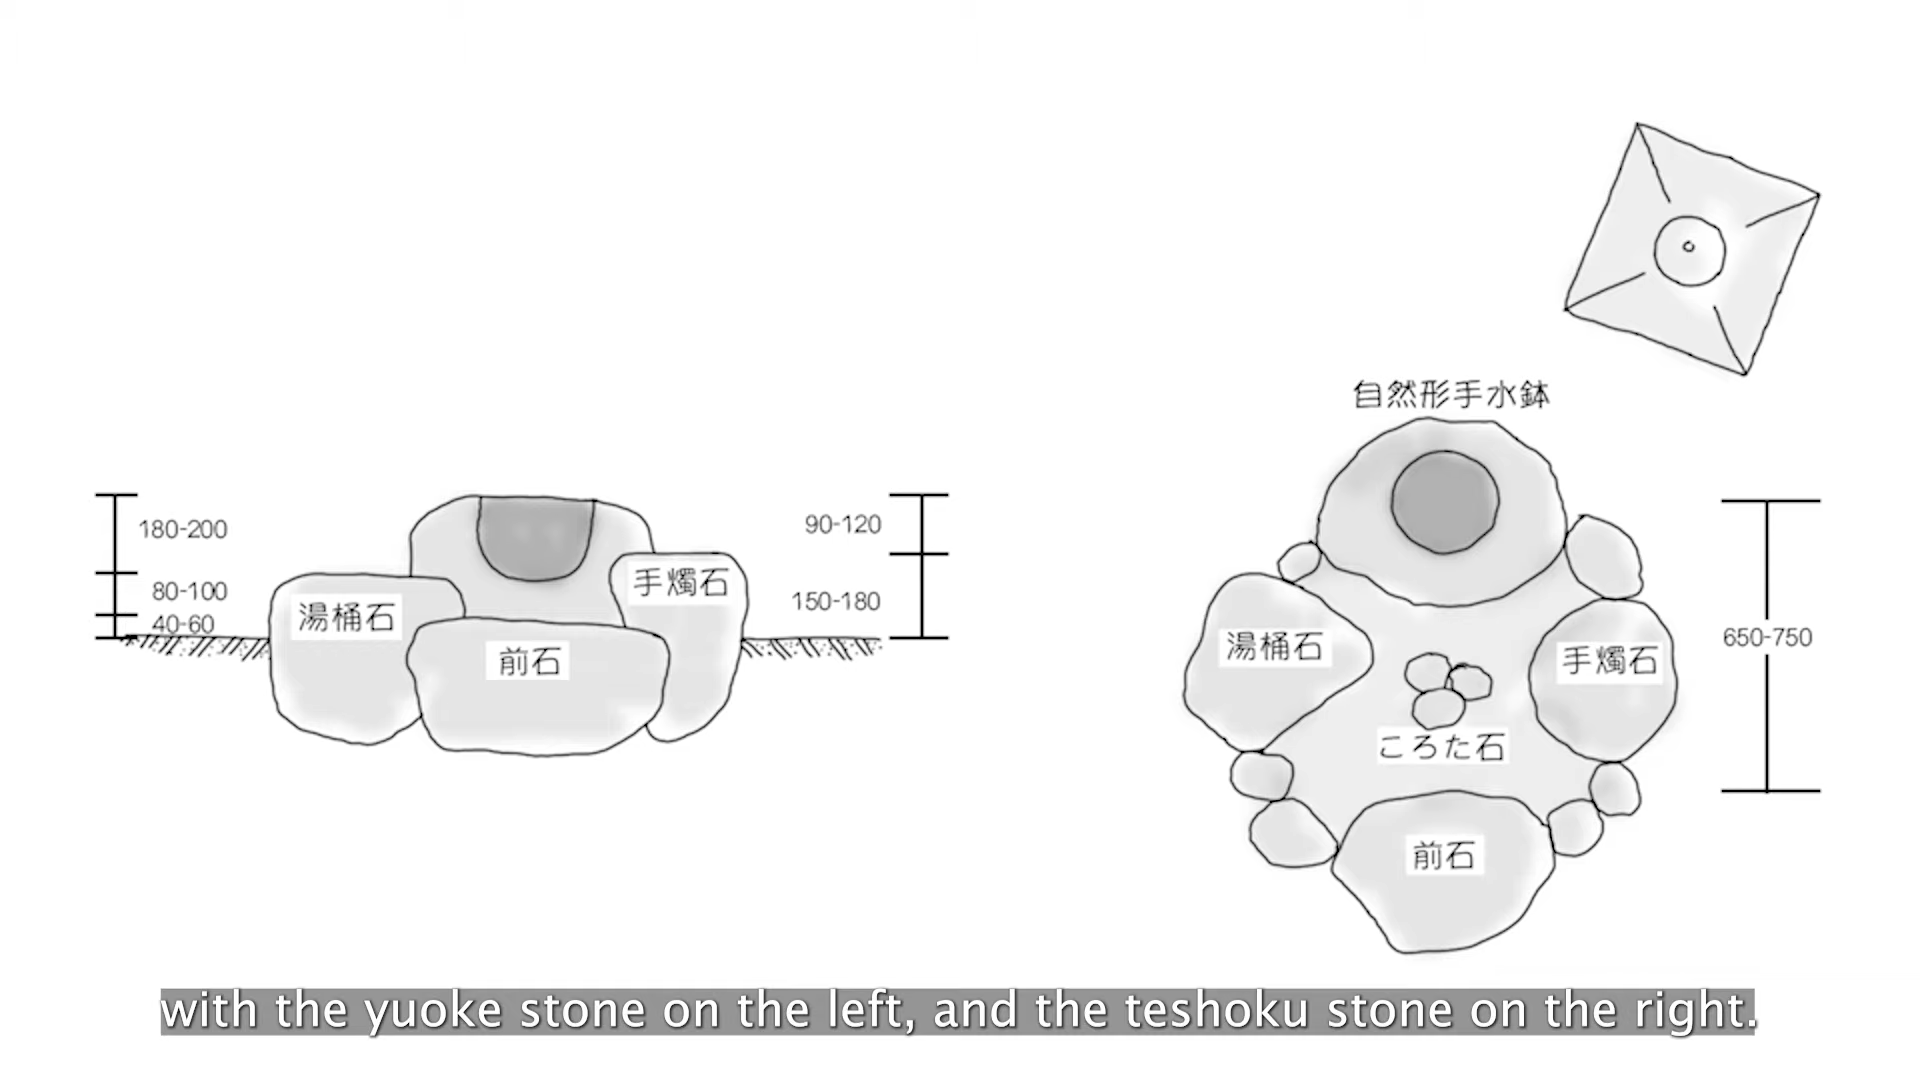 180-200
80-100
40-60
90-120
150-180
湯桶石
手燭石
前石
自然形手水鉢
湯桶石
手燭石
ころた石
前石
650-750
with the yuoke stone on the left, and the teshoku stone on the right.